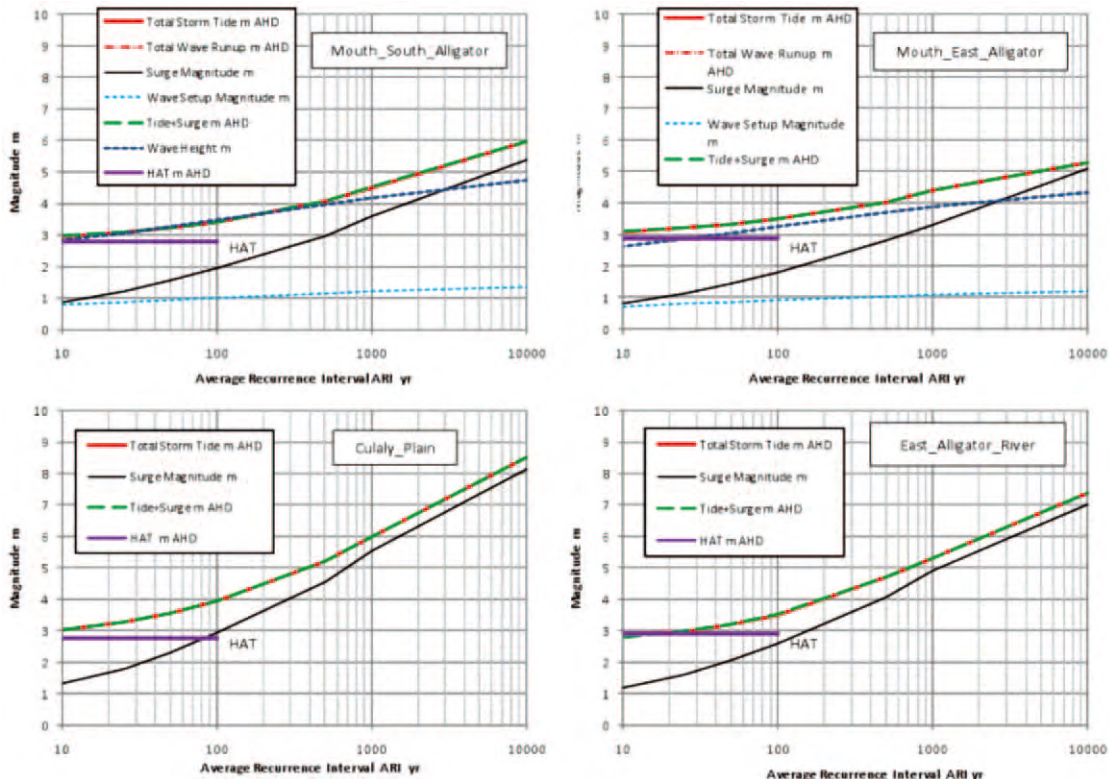 Total Storm Tide m AHD
Total Wave Runup m AHD
Surge Magnitude m
Wave Setup Magnitude m
Tide+Surge m AHD
Wave Height m
HAT m AHD
Mouth_South_Alligator
HAT
Magnitude m
10
9
8
7
6
5
4
3
2
1
0
10
100
1000
10000
Average Recurrence Interval ARI yr
Total Storm Tide m AHD
Total Wave Runup m
AHD
Surge Magnitude m
Wave Setup Magnitude
m
Tide+Surge m AHD
Mouth_East_Alligator
HAT
10
9
8
7
6
5
4
3
2
1
0
10
100
1000
10000
Average Recurrence Interval ARI yr
Total Storm Tide m AHD
Surge Magnitude m
Tide+Surge m AHD
HAT m AHD
Culaly_Plain
HAT
Magnitude m
10
9
8
7
6
5
4
3
2
1
0
10
100
1000
10000
Average Recurrence Interval ARI yr
Total Storm Tide m AHD
Surge Magnitude m
Tide+Surge m AHD
HAT m AHD
East_Alligator_River
HAT
Magnitude m
10
9
8
7
6
5
4
3
2
1
0
10
100
1000
10000
Average Recurrence Interval ARI yr